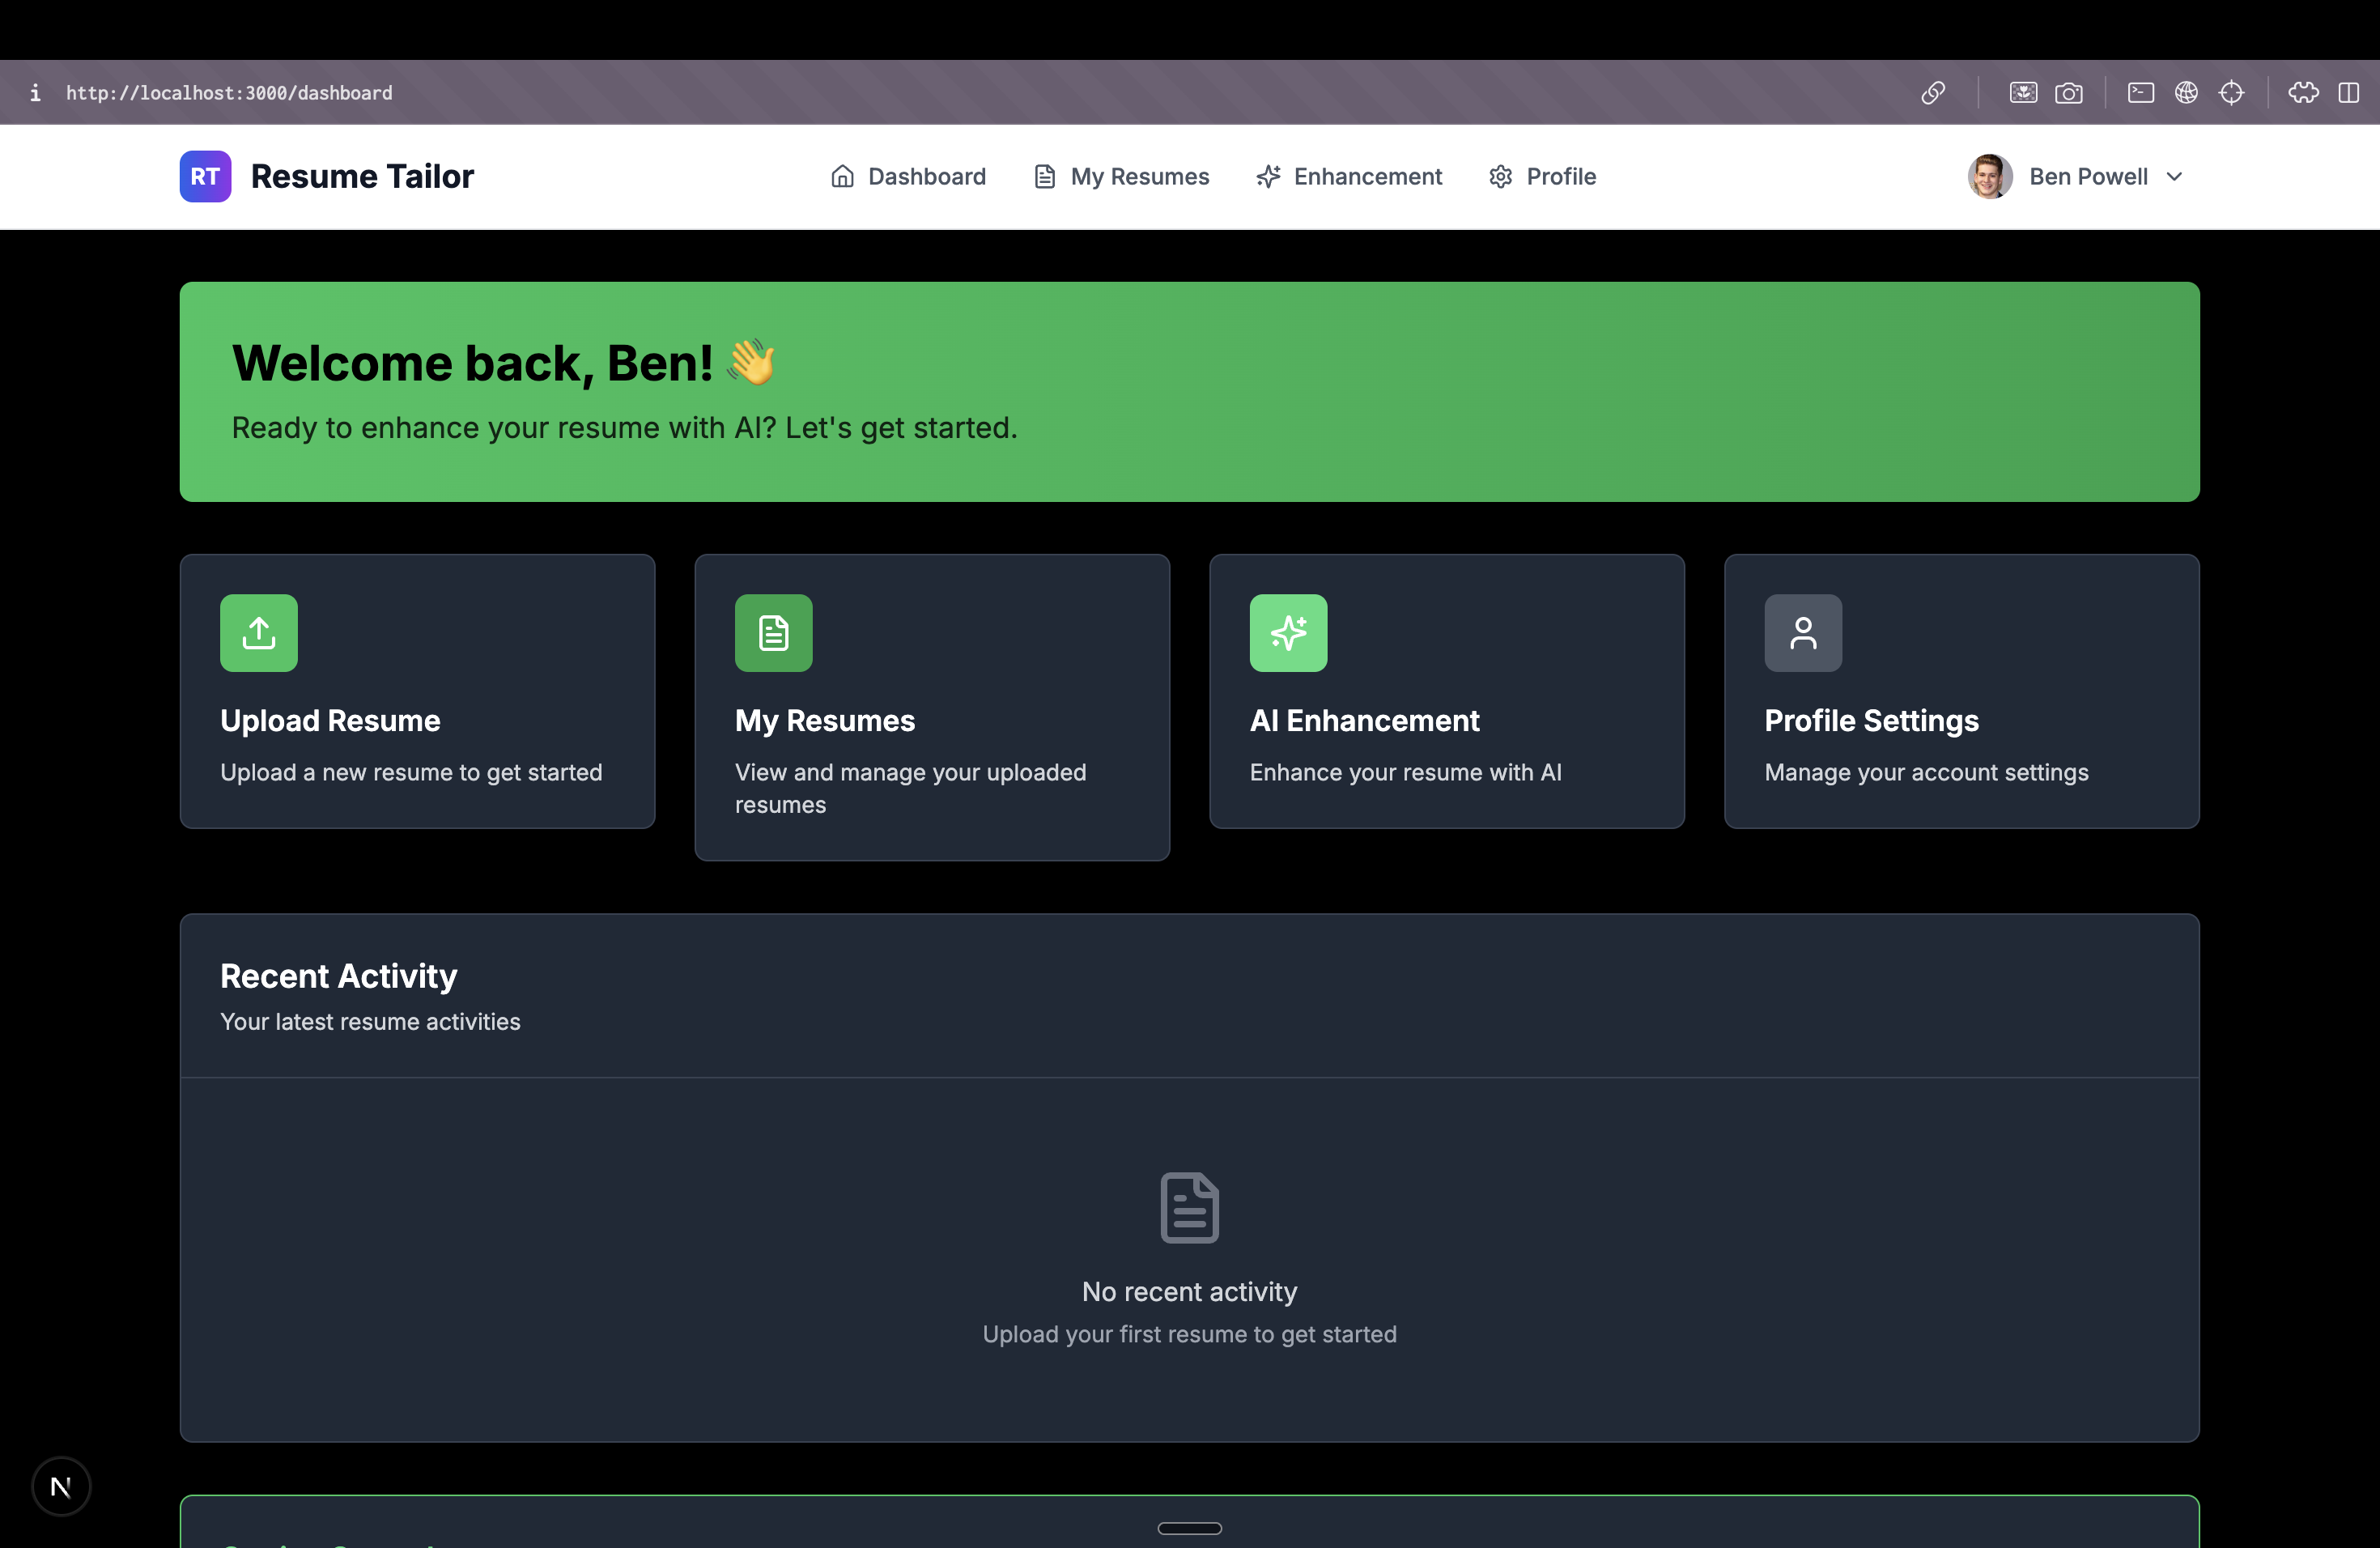 http://localhost:3000/dashboard
RT Resume Tailor
Dashboard
My Resumes
Enhancement
Profile
Ben Powell
Welcome back, Ben! 👋
Ready to enhance your resume with AI? Let's get started.
Upload Resume
Upload a new resume to get started
My Resumes
View and manage your uploaded
resumes
AI Enhancement
Enhance your resume with AI
Profile Settings
Manage your account settings
Recent Activity
Your latest resume activities
No recent activity
Upload your first resume to get started
N